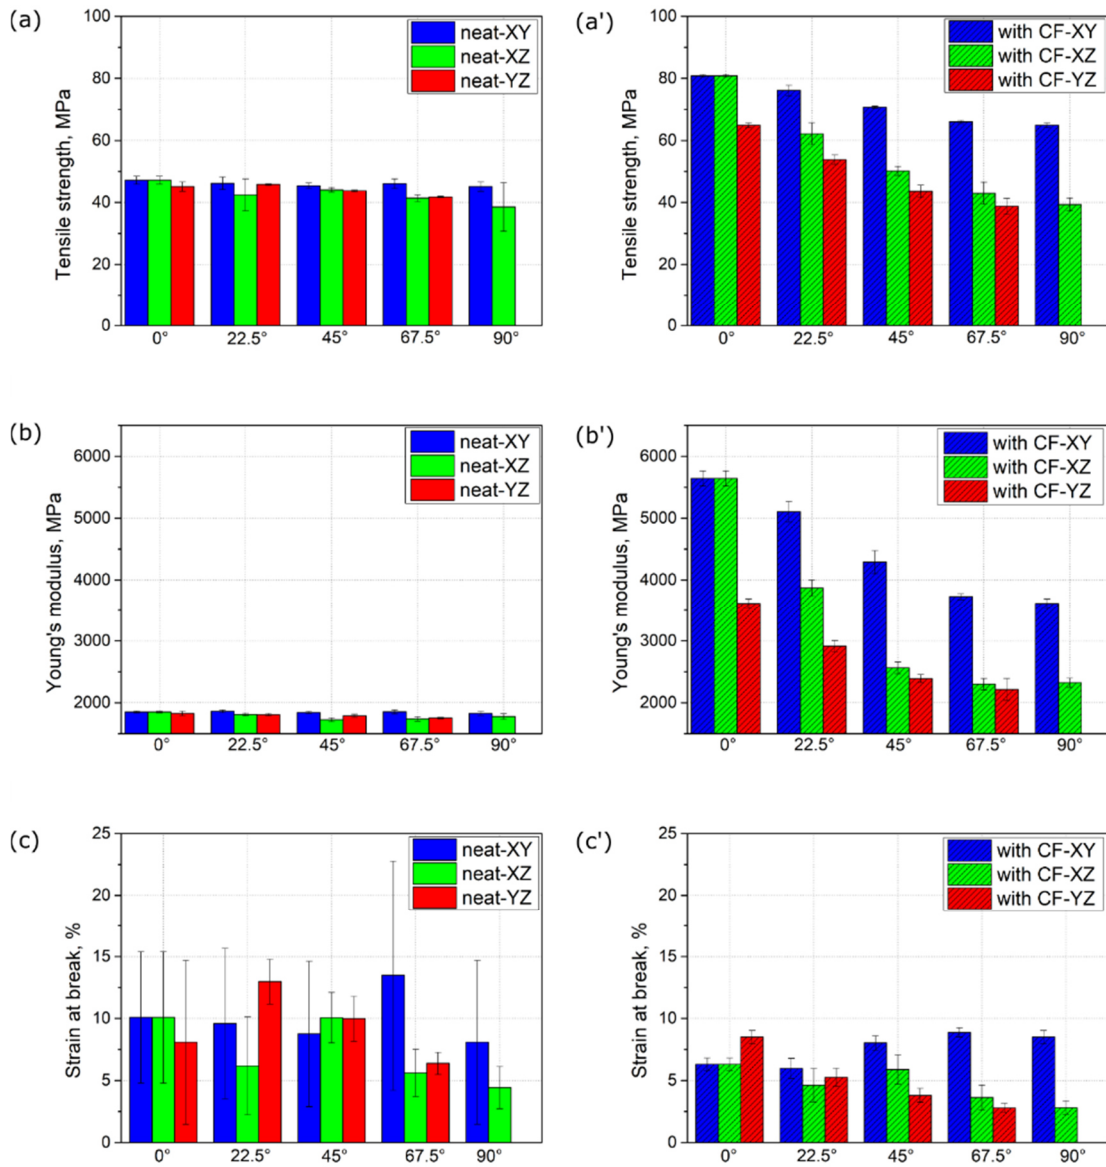 (a)
Tensile strength, MPa
100
80
60
40
20
0
neat-XY
neat-XZ
neat-YZ
0°
22.5°
45°
67.5°
90°
(a')
Tensile strength, MPa
100
80
60
40
20
0
with CF-XY
with CF-XZ
with CF-YZ
0°
22.5°
45°
67.5°
90°
(b)
Young's modulus, MPa
6000
5000
4000
3000
2000
neat-XY
neat-XZ
neat-YZ
0°
22.5°
45°
67.5°
90°
(b')
Young's modulus, MPa
6000
5000
4000
3000
2000
with CF-XY
with CF-XZ
with CF-YZ
0°
22.5°
45°
67.5°
90°
(c)
Strain at break, %
25
20
15
10
5
0
neat-XY
neat-XZ
neat-YZ
0°
22.5°
45°
67.5°
90°
(c')
Strain at break, %
25
20
15
10
5
0
with CF-XY
with CF-XZ
with CF-YZ
0°
22.5°
45°
67.5°
90°